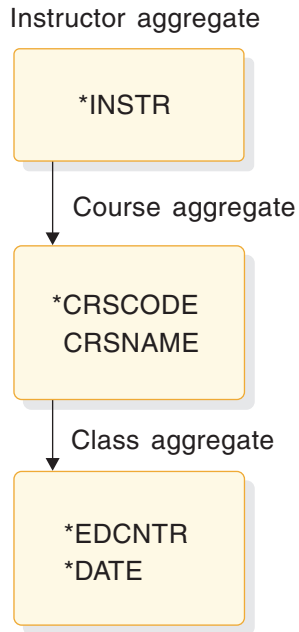 Instructor aggregate
*INSTR
Course aggregate
*CRSCODE
CRSNAME
Class aggregate
*EDCNTR
*DATE